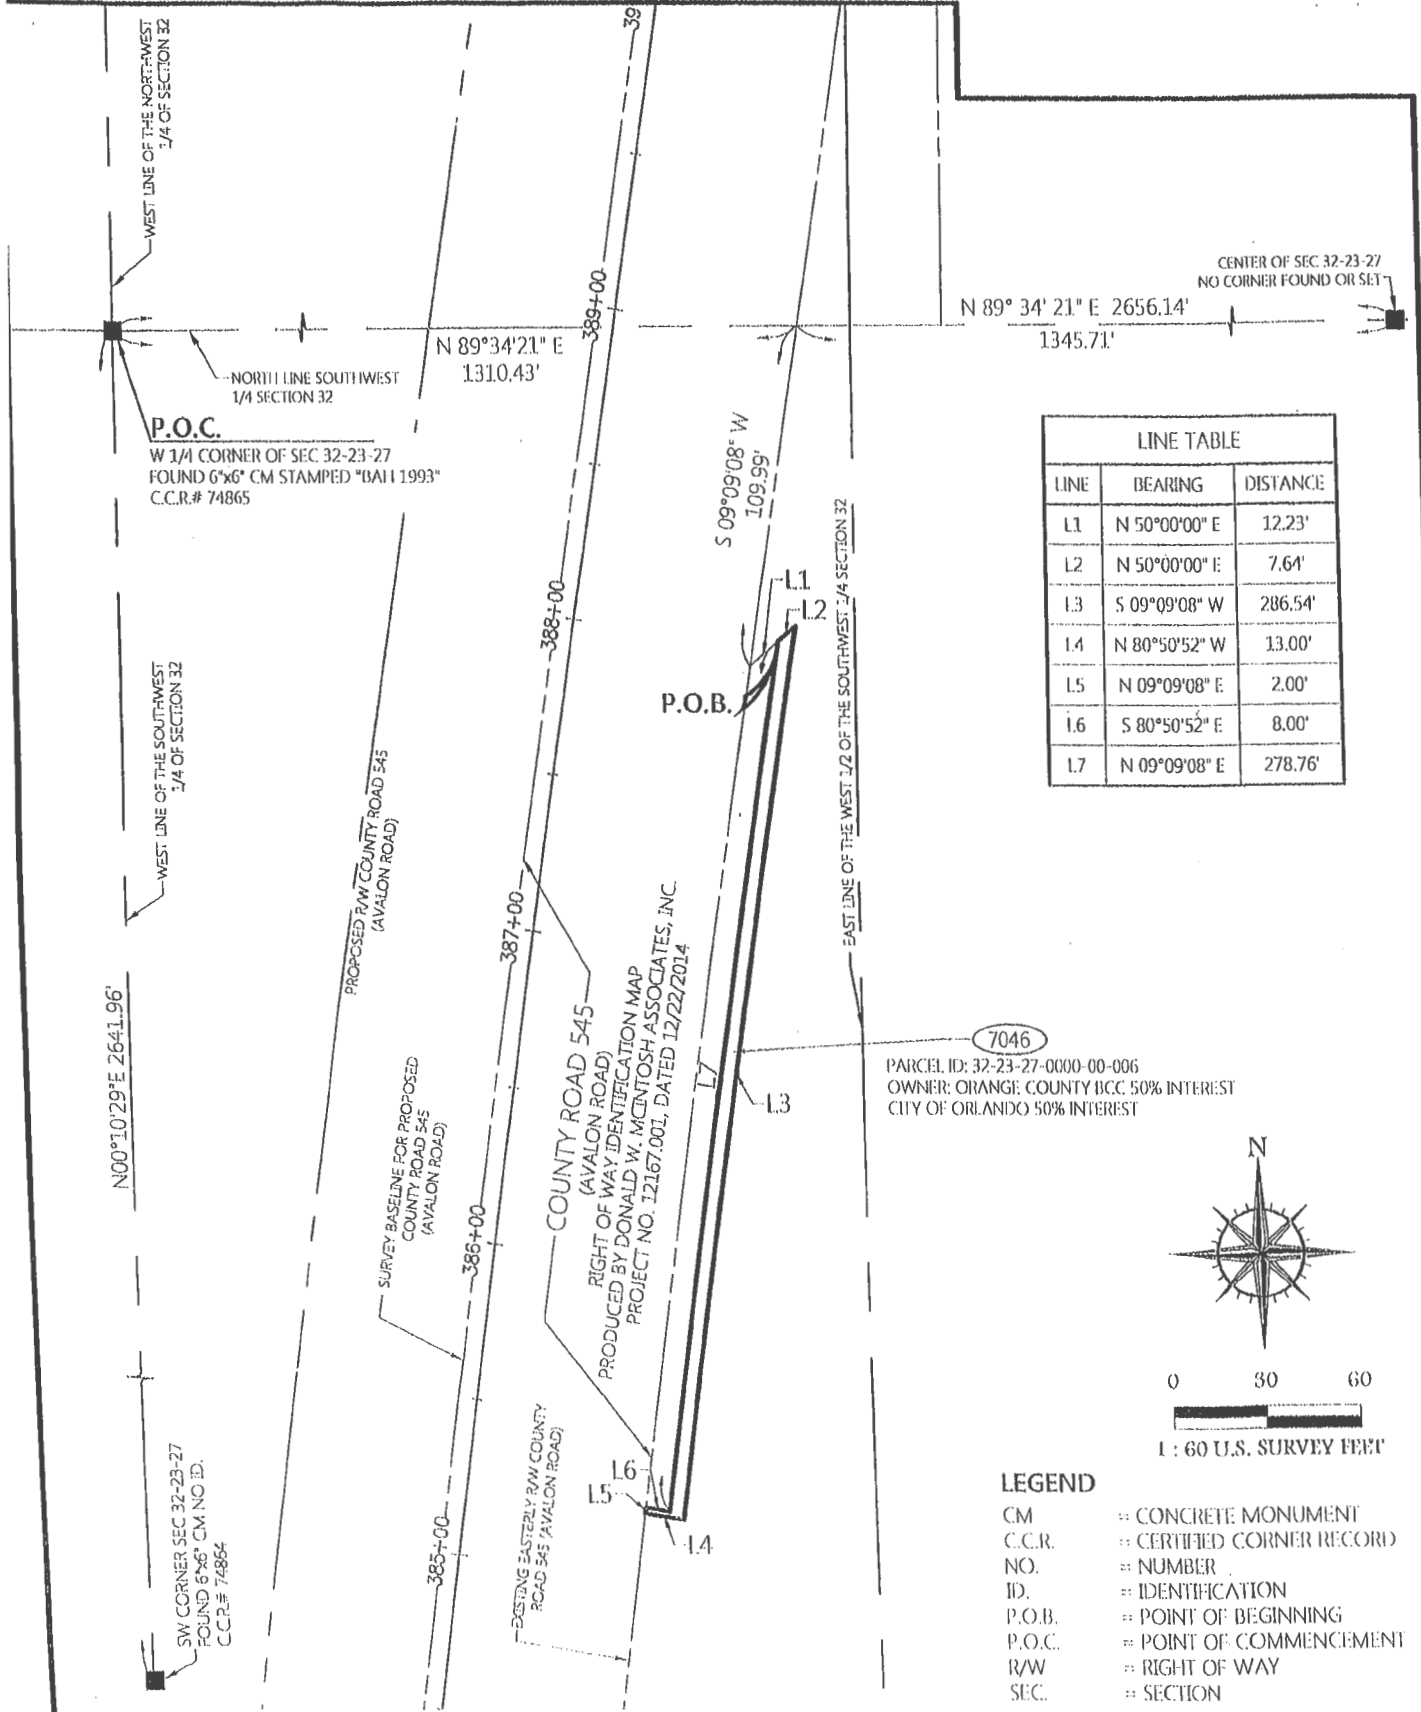 WEST LINE OF THE NORTHWEST
1/4 OF SECTION 32
39
389+00
CENTER OF SEC 32-23-27
NO CORNER FOUND OR SET
N 89° 34' 21" E 2656.14'
1345.71'
N 89°34'21" E
1310.43'
NORTH LINE SOUTHWEST
1/4 SECTION 32
P.O.C.
W 1/4 CORNER OF SEC 32-23-27
FOUND 6"x6" CM STAMPED "BAH 1993"
C.C.R.# 74865
S 09°09'08" W
109.99'
LINE TABLE
LINE BEARING DISTANCE
L1 N 50°00'00" E 12.23'
L2 N 50°00'00" E 7.64'
L3 S 09°09'08" W 286.54'
L4 N 80°50'52" W 13.00'
L5 N 09°09'08" E 2.00'
L6 S 80°50'52" E 8.00'
L7 N 09°09'08" E 278.76'
EAST LINE OF THE WEST 1/2 OF THE SOUTHWEST 1/4 SECTION 32
L1
L2
388+00
P.O.B.
WEST LINE OF THE SOUTHWEST
1/4 OF SECTION 32
PROPOSED R/W COUNTY ROAD 545
(AVALON ROAD)
387+00
N00°10'29"E 2641.96'
COUNTY ROAD 545
(AVALON ROAD)
RIGHT OF WAY IDENTIFICATION MAP
PRODUCED BY DONALD W. MCINTOSH ASSOCIATES, INC.
PROJECT NO. 12167.001, DATED 12/22/2014
L7
L3
7046
PARCEL ID: 32-23-27-0000-00-006
OWNER: ORANGE COUNTY BCC 50% INTEREST
CITY OF ORLANDO 50% INTEREST
SURVEY BASELINE FOR PROPOSED
COUNTY ROAD 545
(AVALON ROAD)
386+00
N
0 30 60
1 : 60 U.S. SURVEY FEET
EXISTING EASTERLY R/W COUNTY
ROAD 545 (AVALON ROAD)
L6
L5
L4
385+00
SW CORNER SEC 32-23-27
FOUND 6"x6" CM NO ID.
C.C.R.# 74864
LEGEND
CM = CONCRETE MONUMENT
C.C.R. = CERTIFIED CORNER RECORD
NO. = NUMBER
ID. = IDENTIFICATION
P.O.B. = POINT OF BEGINNING
P.O.C. = POINT OF COMMENCEMENT
R/W = RIGHT OF WAY
SEC. = SECTION